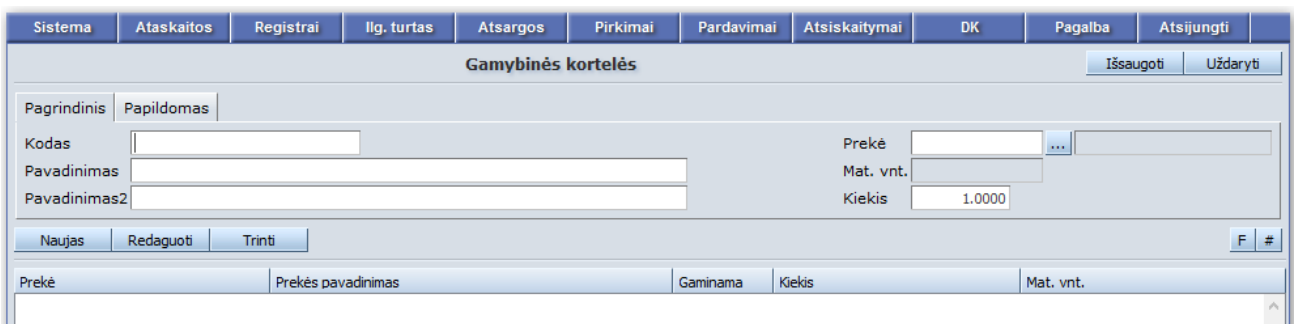 Sistema Ataskaitos Registrai Ilg. turtas Atsargos Pirkimai Pardavimai Atsiskaitymai DK Pagalba Atsijungti
Gamybinės kortelės Išsaugoti Uždaryti
Pagrindinis Papildomas
Kodas Prekė ...
Pavadinimas Mat. vnt.
Pavadinimas2 Kiekis 1.0000
Naujas Redaguoti Trinti F #
Prekė Prekės pavadinimas Gaminama Kiekis Mat. vnt.